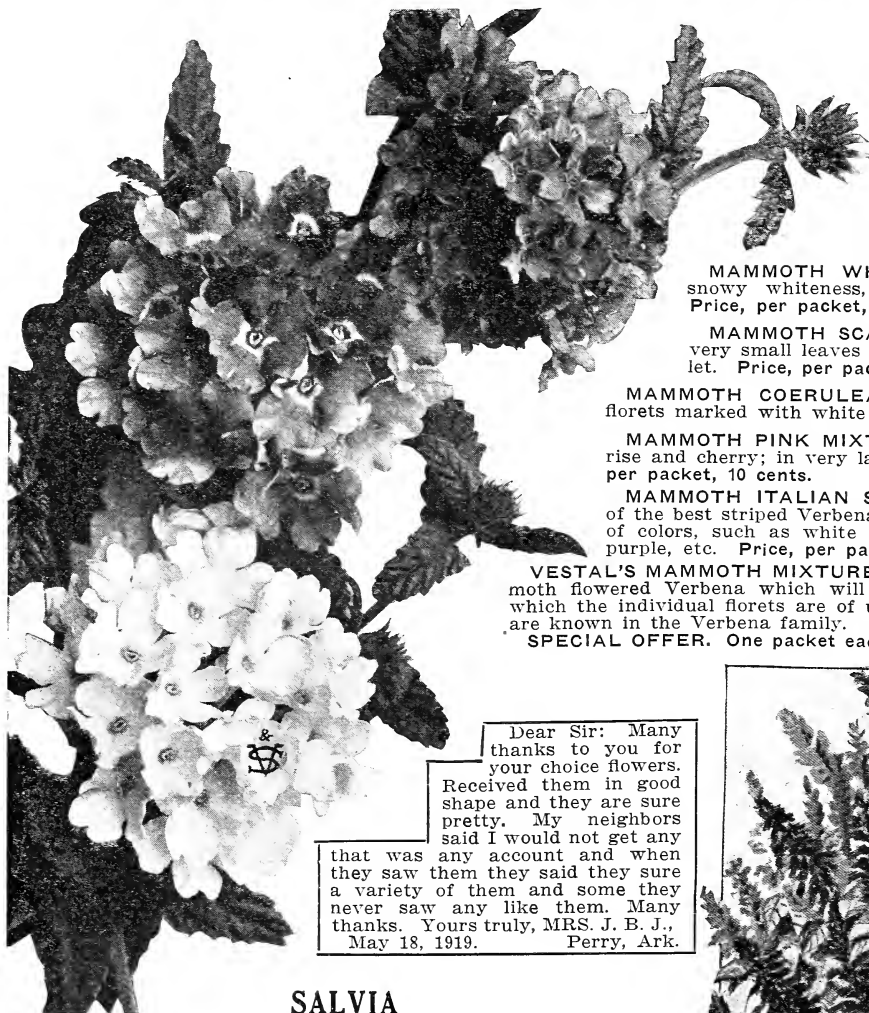 MAMMOTH WH
snowy whiteness,
Price, per packet,
MAMMOTH SCA
very small leaves
let. Price, per pac
MAMMOTH COERULEA
florets marked with white
MAMMOTH PINK MIXT
rise and cherry; in very la
per packet, 10 cents.
MAMMOTH ITALIAN S
of the best striped Verbena
of colors, such as white
purple, etc. Price, per pa
VESTAL'S MAMMOTH MIXTURE
moth flowered Verbena which will
which the individual florets are of u
are known in the Verbena family.
SPECIAL OFFER. One packet eac
Dear Sir: Many
thanks to you for
your choice flowers.
Received them in good
shape and they are sure
pretty. My neighbors
said I would not get any
that was any account and when
they saw them they said they sure
a variety of them and some they
never saw any like them. Many
thanks. Yours truly, MRS. J. B. J.,
May 18, 1919. Perry, Ark.
&
SALVIA